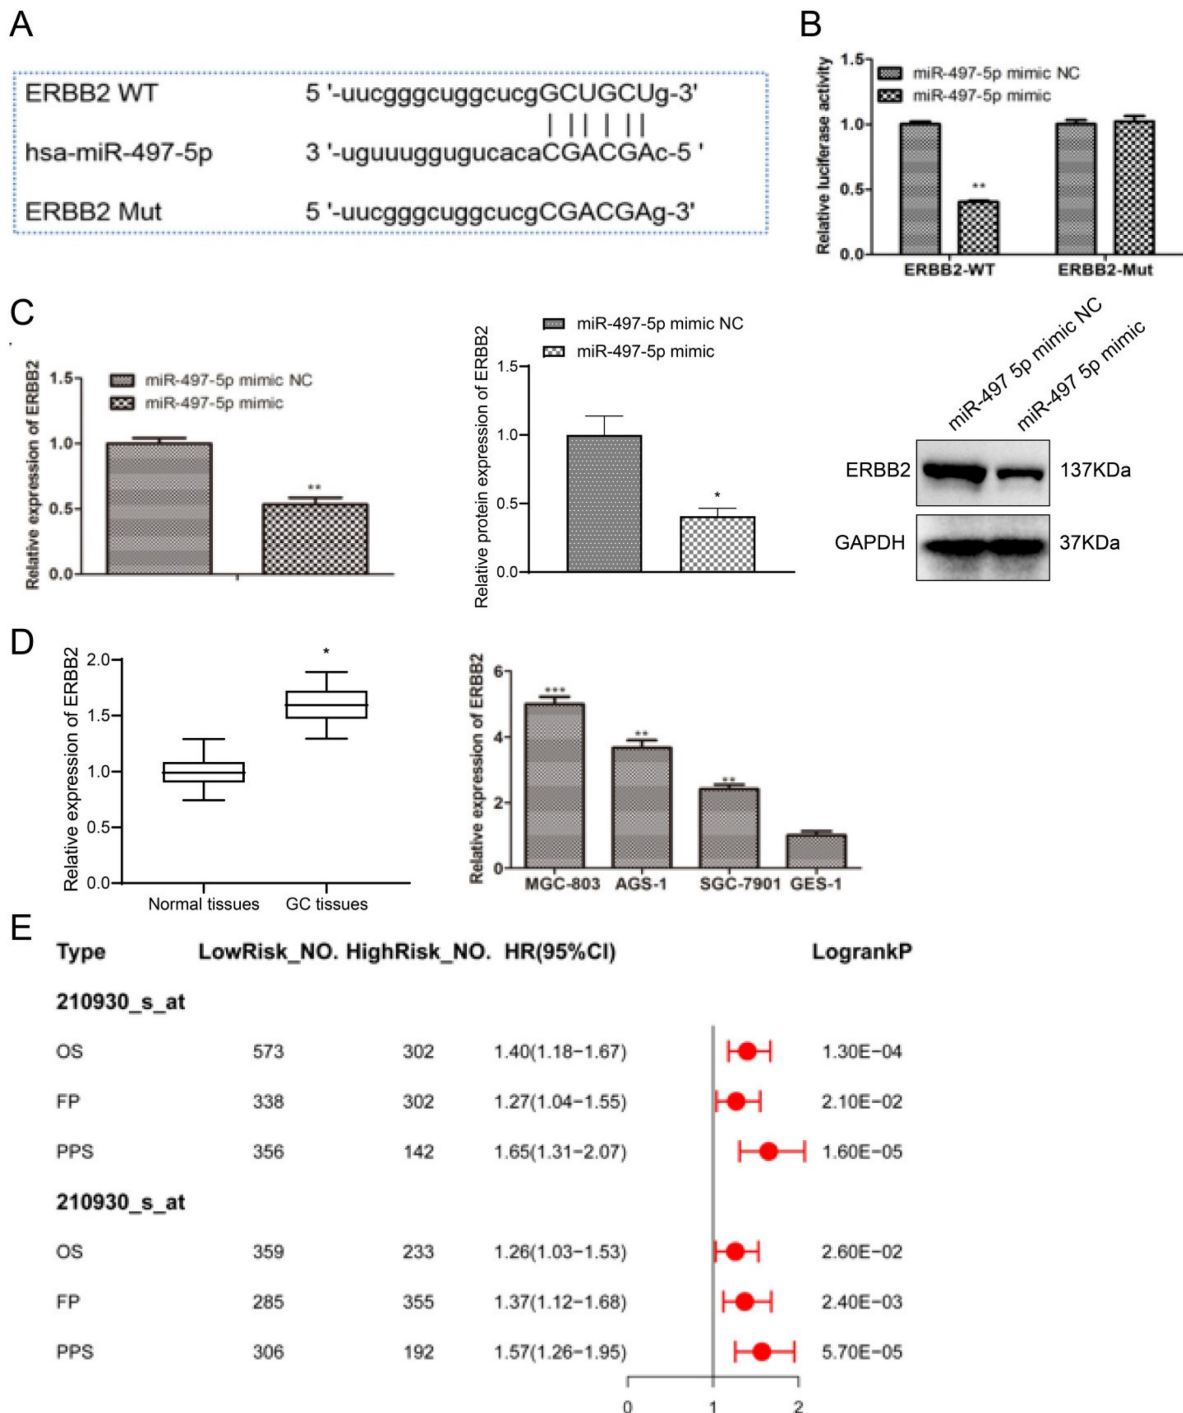 A
ERBB2 WT 5 '-uucgggcuggcucgGCUGCUg-3'
hsa-miR-497-5p 3 '-uguuuggugucacaCGACGAc-5 '
ERBB2 Mut 5 '-uucgggcuggcucgCGACGAg-3'
B
Relative luciferase activity
1.5
1.0
0.5
0.0
miR-497-5p mimic NC
miR-497-5p mimic
**
ERBB2-WT ERBB2-Mut
C
Relative expression of ERBB2
1.5
1.0
0.5
0.0
miR-497-5p mimic NC
miR-497-5p mimic
**
miR-497-5p mimic NC
miR-497-5p mimic
Relative protein expression of ERBB2
1.5
1.0
0.5
0.0
*
miR-497 5p mimic NC
miR-497 5p mimic
ERBB2 137KDa
GAPDH 37KDa
D
Relative expression of ERBB2
2.0
1.5
1.0
0.5
0.0
*
Normal tissues GC tissues
Relative expression of ERBB2
6
4
2
0
***
**
**
MGC-803 AGS-1 SGC-7901 GES-1
E
Type LowRisk_NO. HighRisk_NO. HR(95%CI) LogrankP
210930_s_at
OS 573 302 1.40(1.18−1.67) 1.30E−04
FP 338 302 1.27(1.04−1.55) 2.10E−02
PPS 356 142 1.65(1.31−2.07) 1.60E−05
210930_s_at
OS 359 233 1.26(1.03−1.53) 2.60E−02
FP 285 355 1.37(1.12−1.68) 2.40E−03
PPS 306 192 1.57(1.26−1.95) 5.70E−05
0 1 2